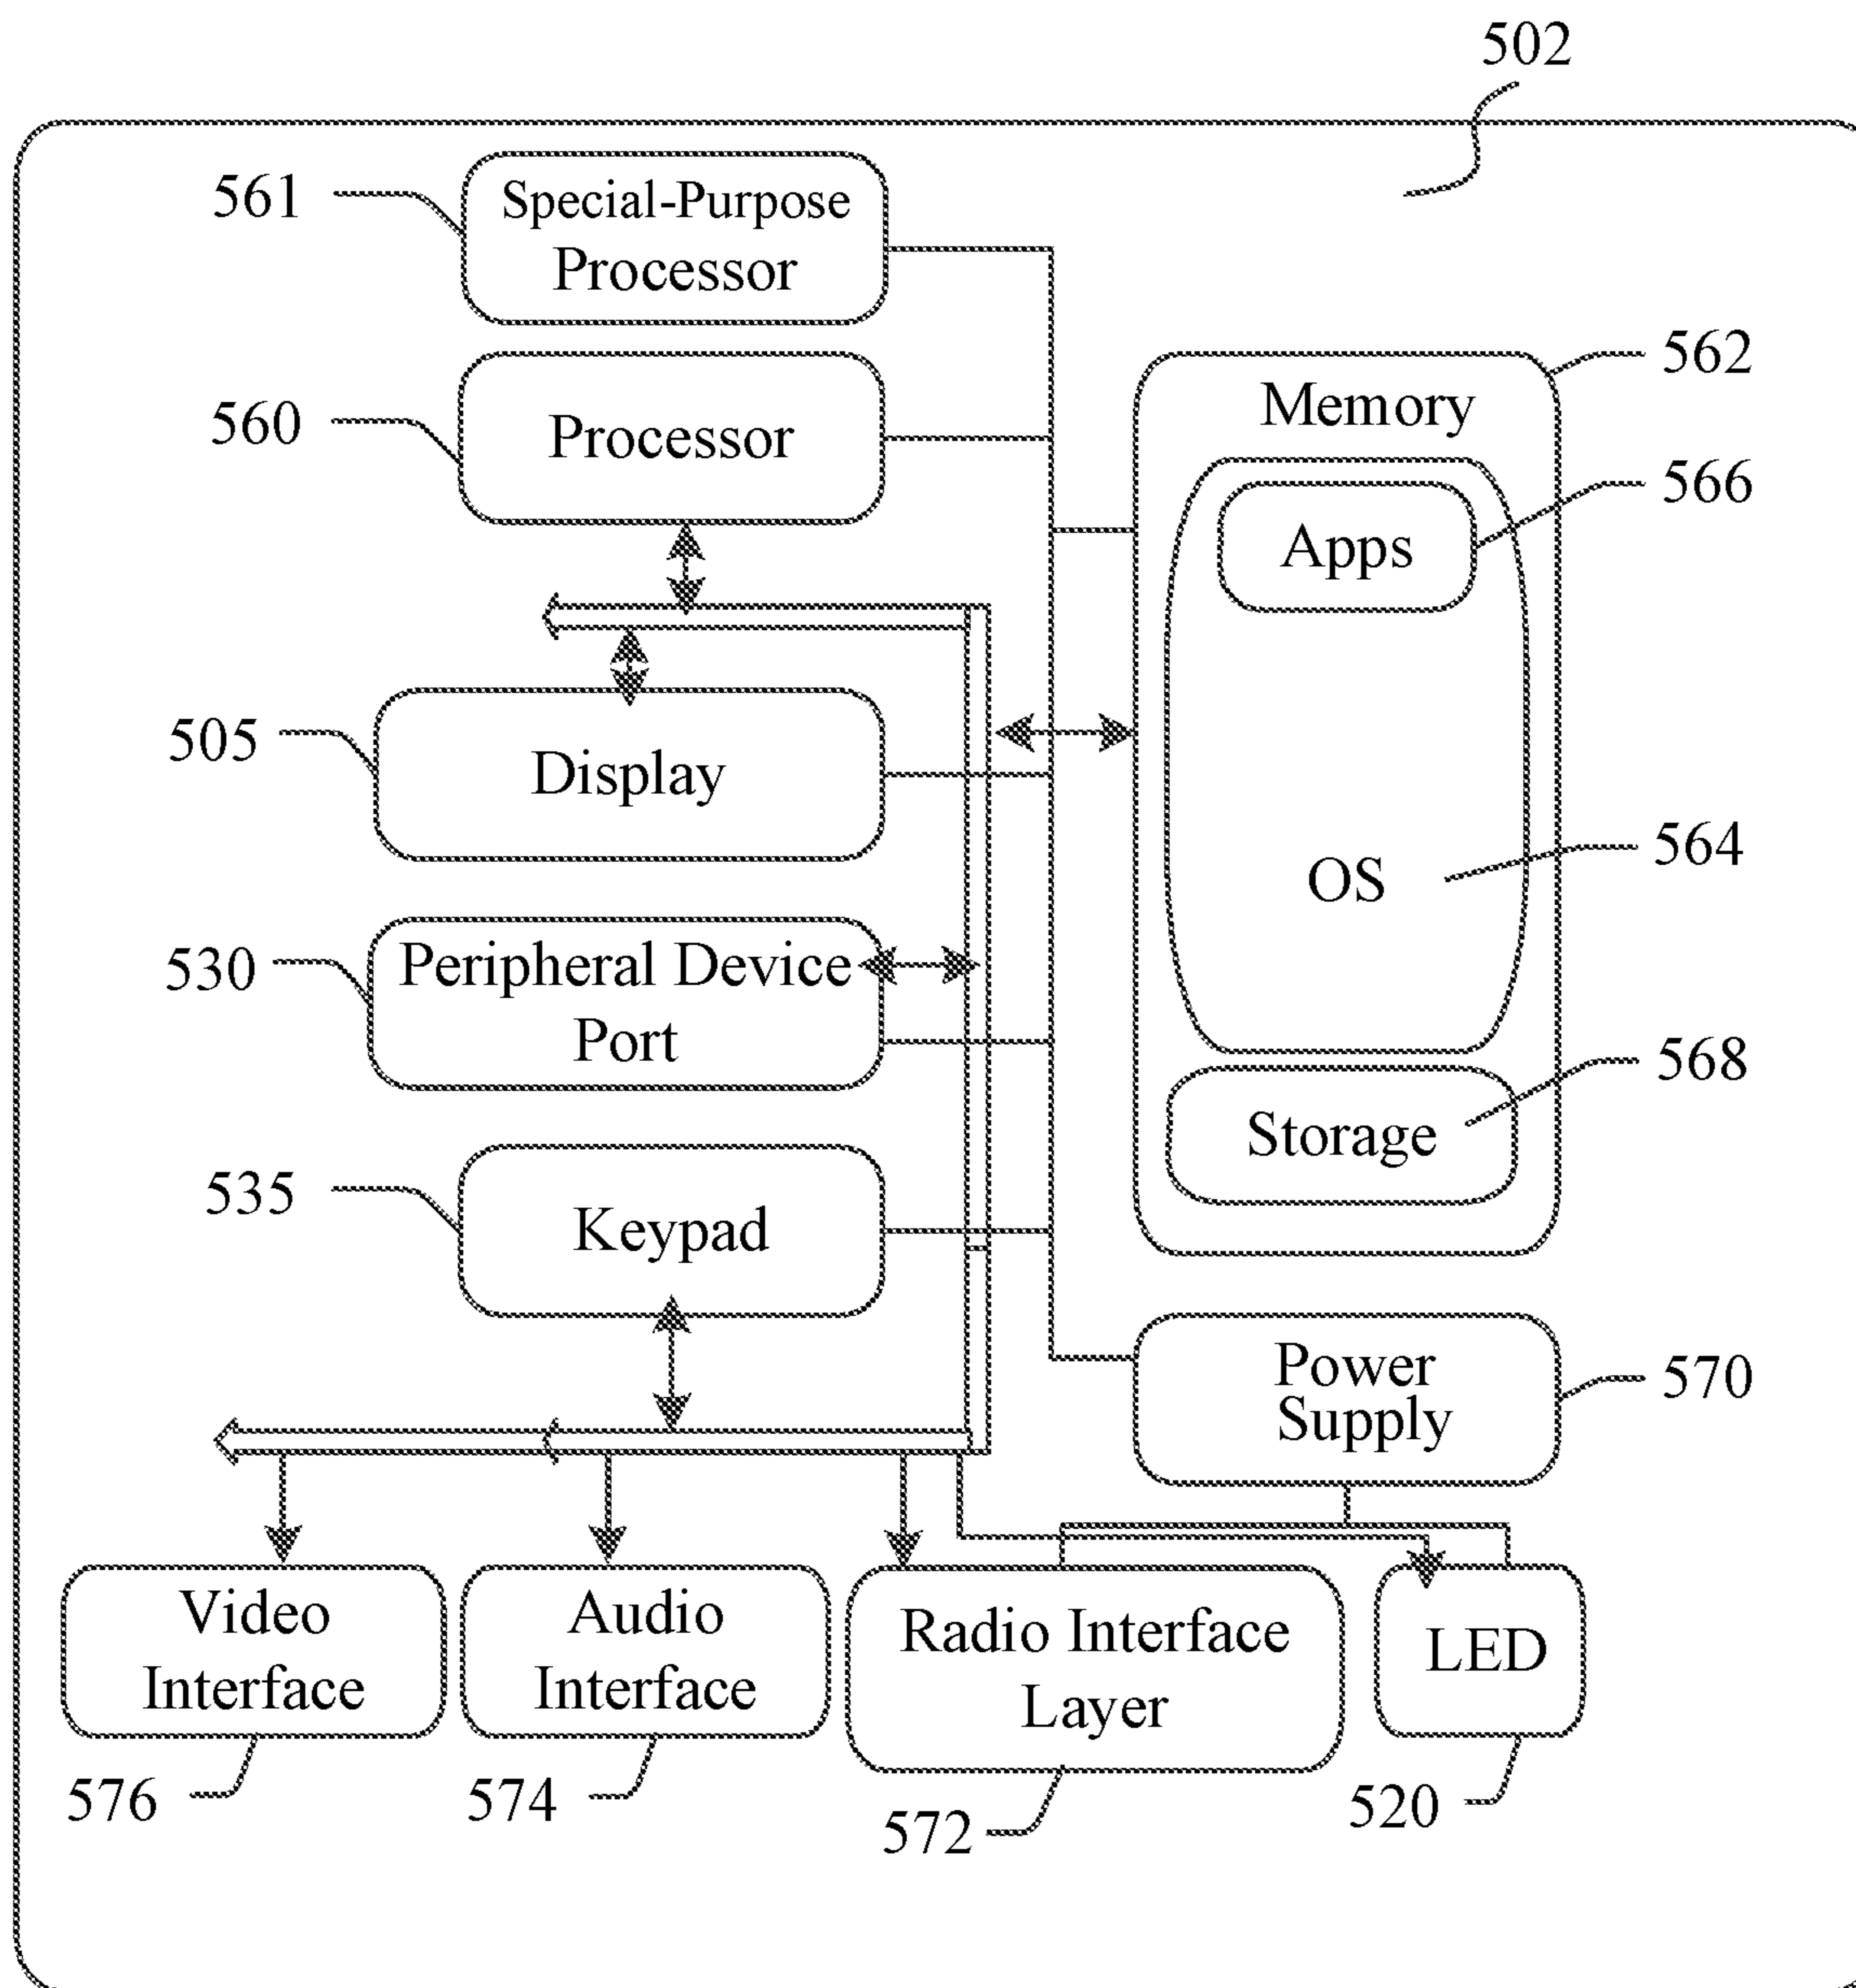 502
561
Special-Purpose
Processor
562
Memory
560
Processor
566
Apps
505
Display
564
OS
530
Peripheral Device
Port
568
Storage
535
Keypad
Power
Supply
570
Video
Interface
Audio
Interface
Radio Interface
Layer
LED
576
574
572
520